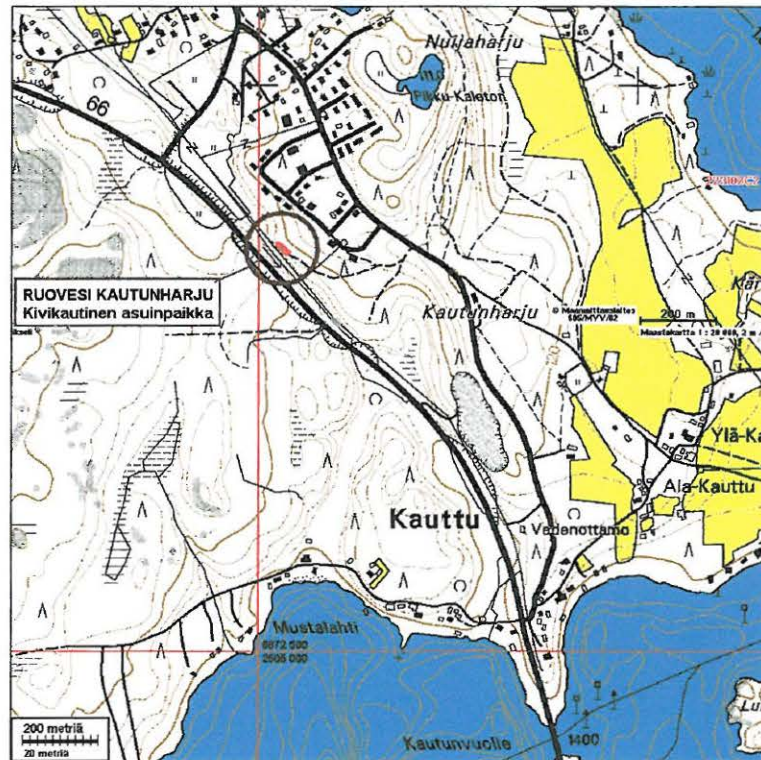 Nuijaharju
Pikku-Kaleton
66
RUOVESI KAUTUNHARJU
Kivikautinen asuinpaikka
Kautunharju
200 m
Ylä-Ka
Ala-Kauttu
Kauttu
Vedenottamo
Mustalahti
6872 500
2505 000
200 metriä
20 metriä
Kautunvuolle
1400